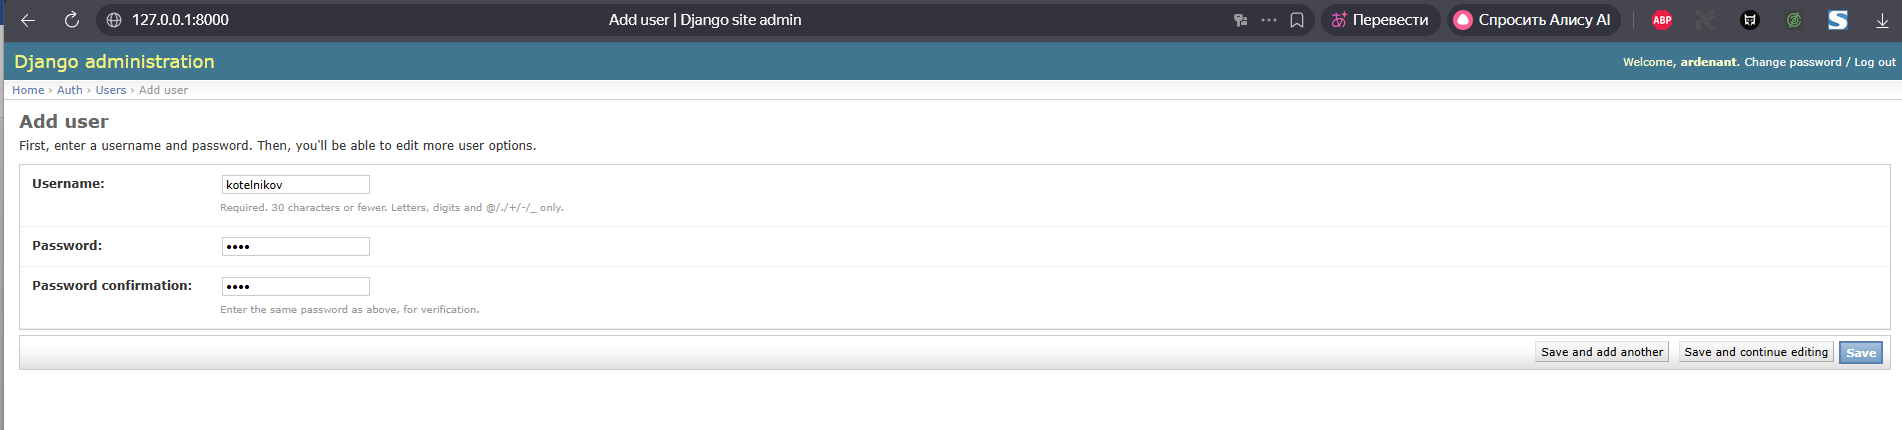 127.0.0.1:8000 Add user | Django site admin Перевести Спросить Алису AI ABP
Django administration Welcome, ardenant. Change password / Log out
Home › Auth › Users › Add user
Add user
First, enter a username and password. Then, you'll be able to edit more user options.
Username: kotelnikov
Required. 30 characters or fewer. Letters, digits and @/./+/-/_ only.
Password: ••••
Password confirmation: ••••
Enter the same password as above, for verification.
Save and add another Save and continue editing Save